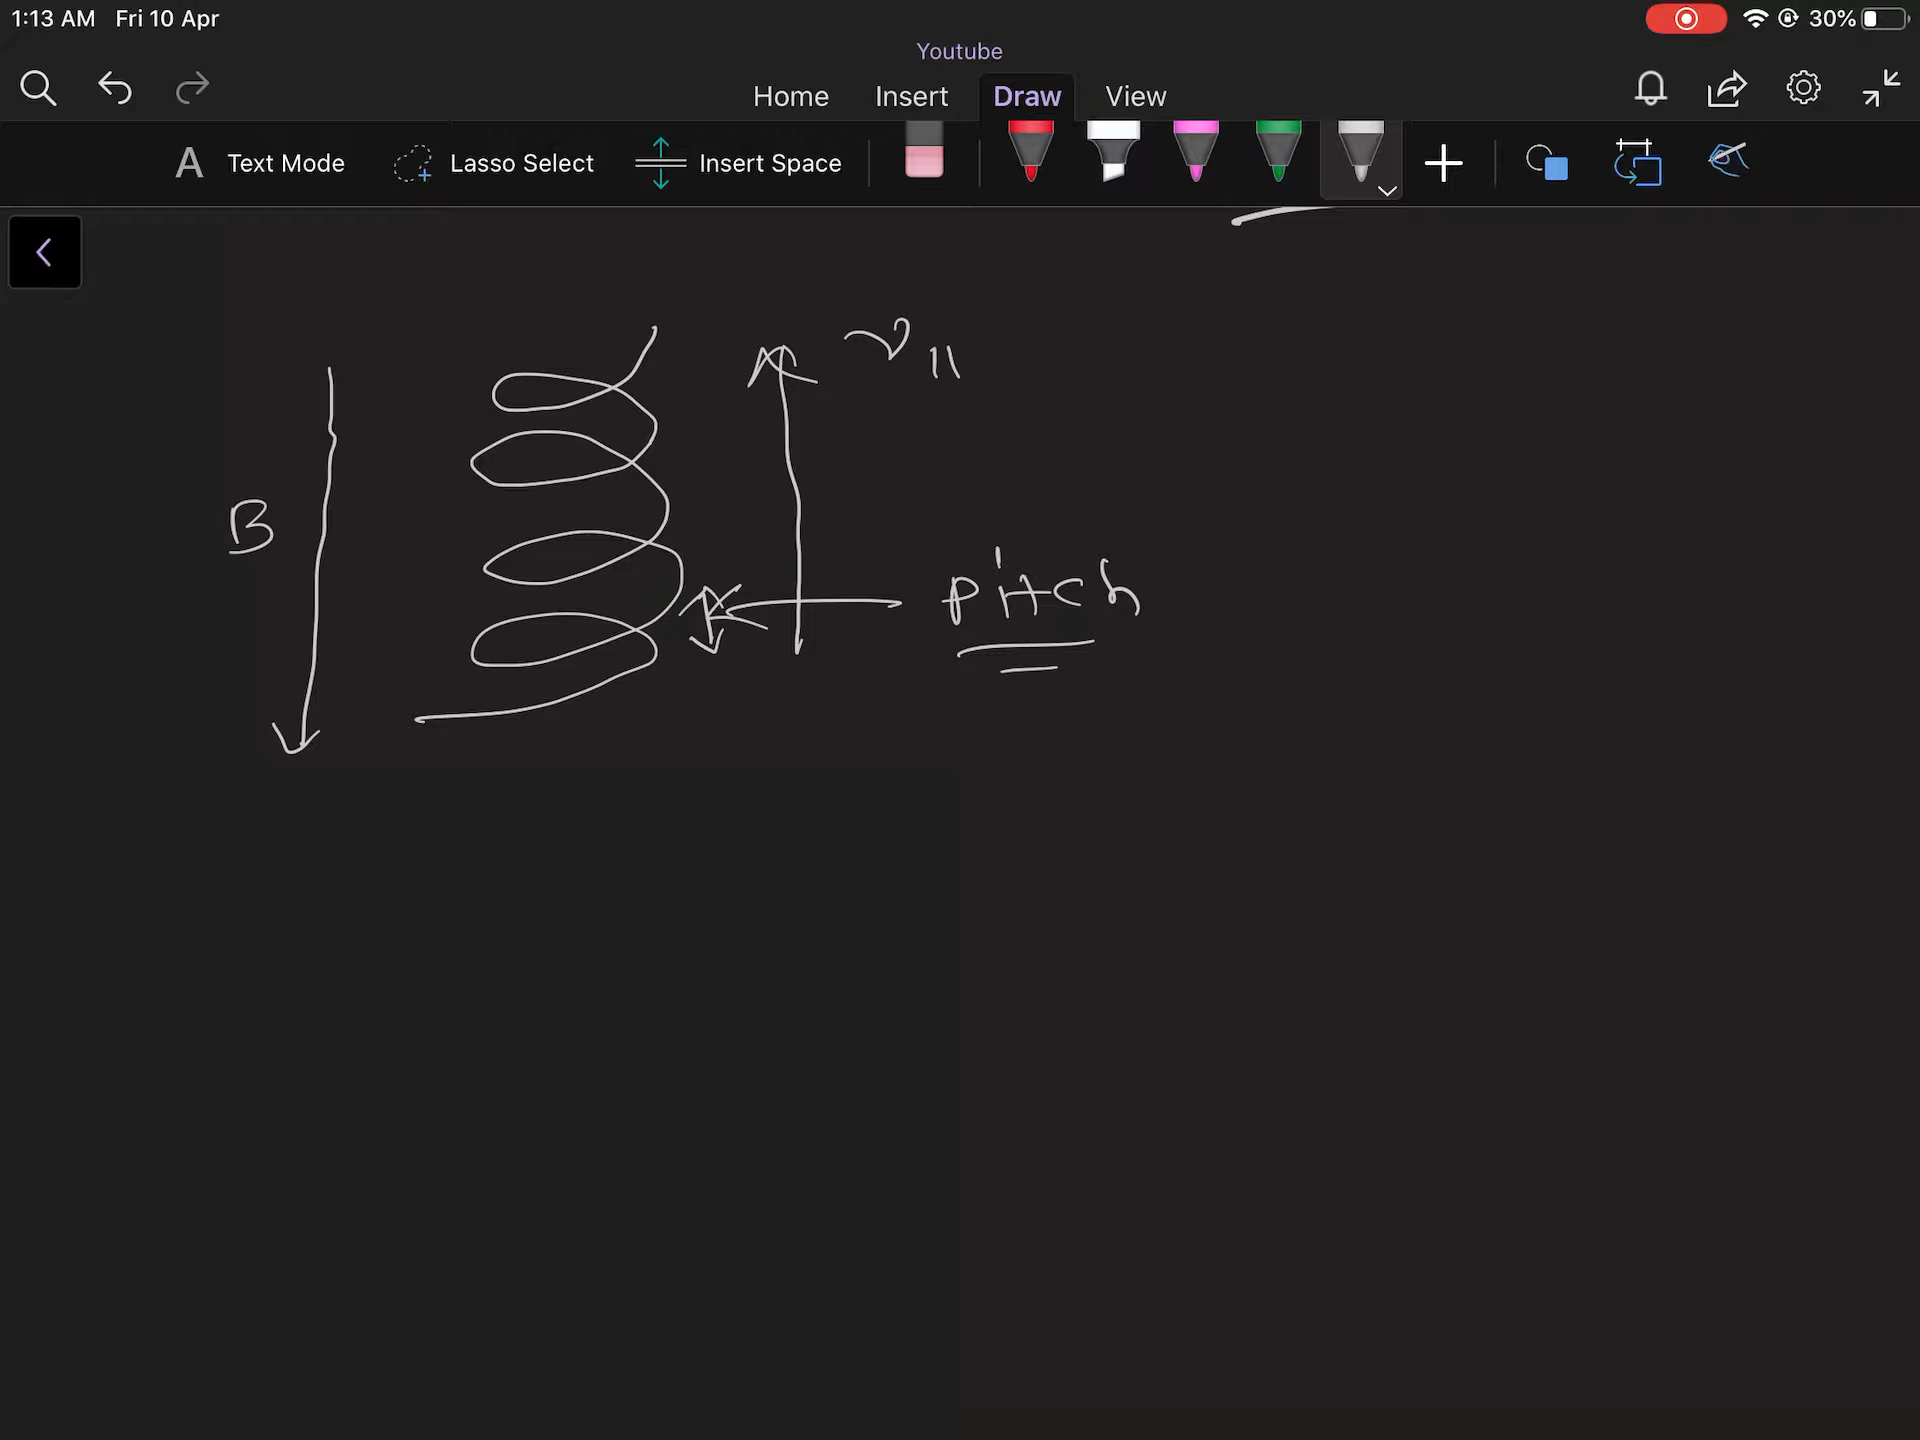 1:13 AM Fri 10 Apr
30%
Youtube
Home Insert Draw View
A Text Mode Lasso Select Insert Space
v||
B
pitch